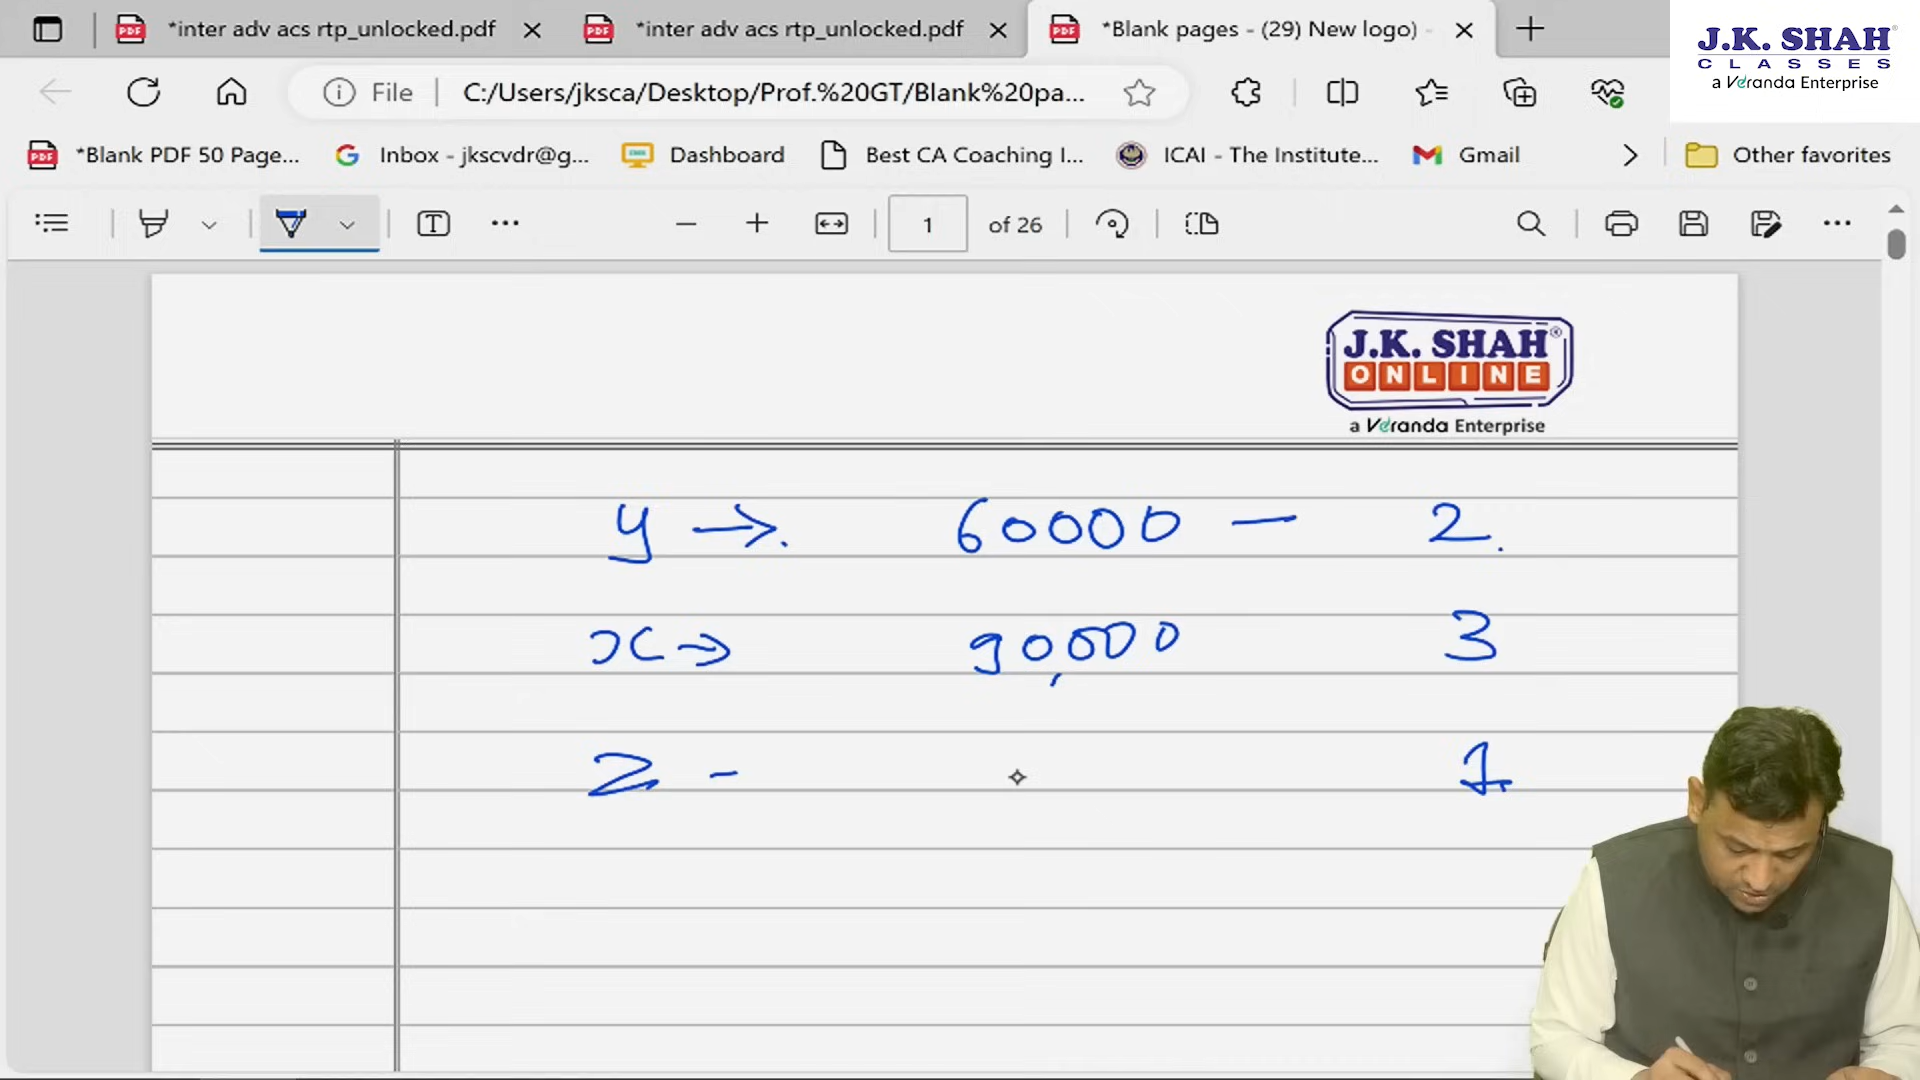 *inter adv acs rtp_unlocked.pdf *inter adv acs rtp_unlocked.pdf *Blank pages - (29) New logo) -
J.K. SHAH®
CLASSES
a Veranda Enterprise
File C:/Users/jksca/Desktop/Prof.%20GT/Blank%20pa...
*Blank PDF 50 Page... Inbox - jkscvdr@g... Dashboard Best CA Coaching I... ICAI - The Institute... Gmail Other favorites
1 of 26
J.K. SHAH®
ONLINE
a Veranda Enterprise
y →. 60000 — 2.
x → 90,000 3
Z - 1